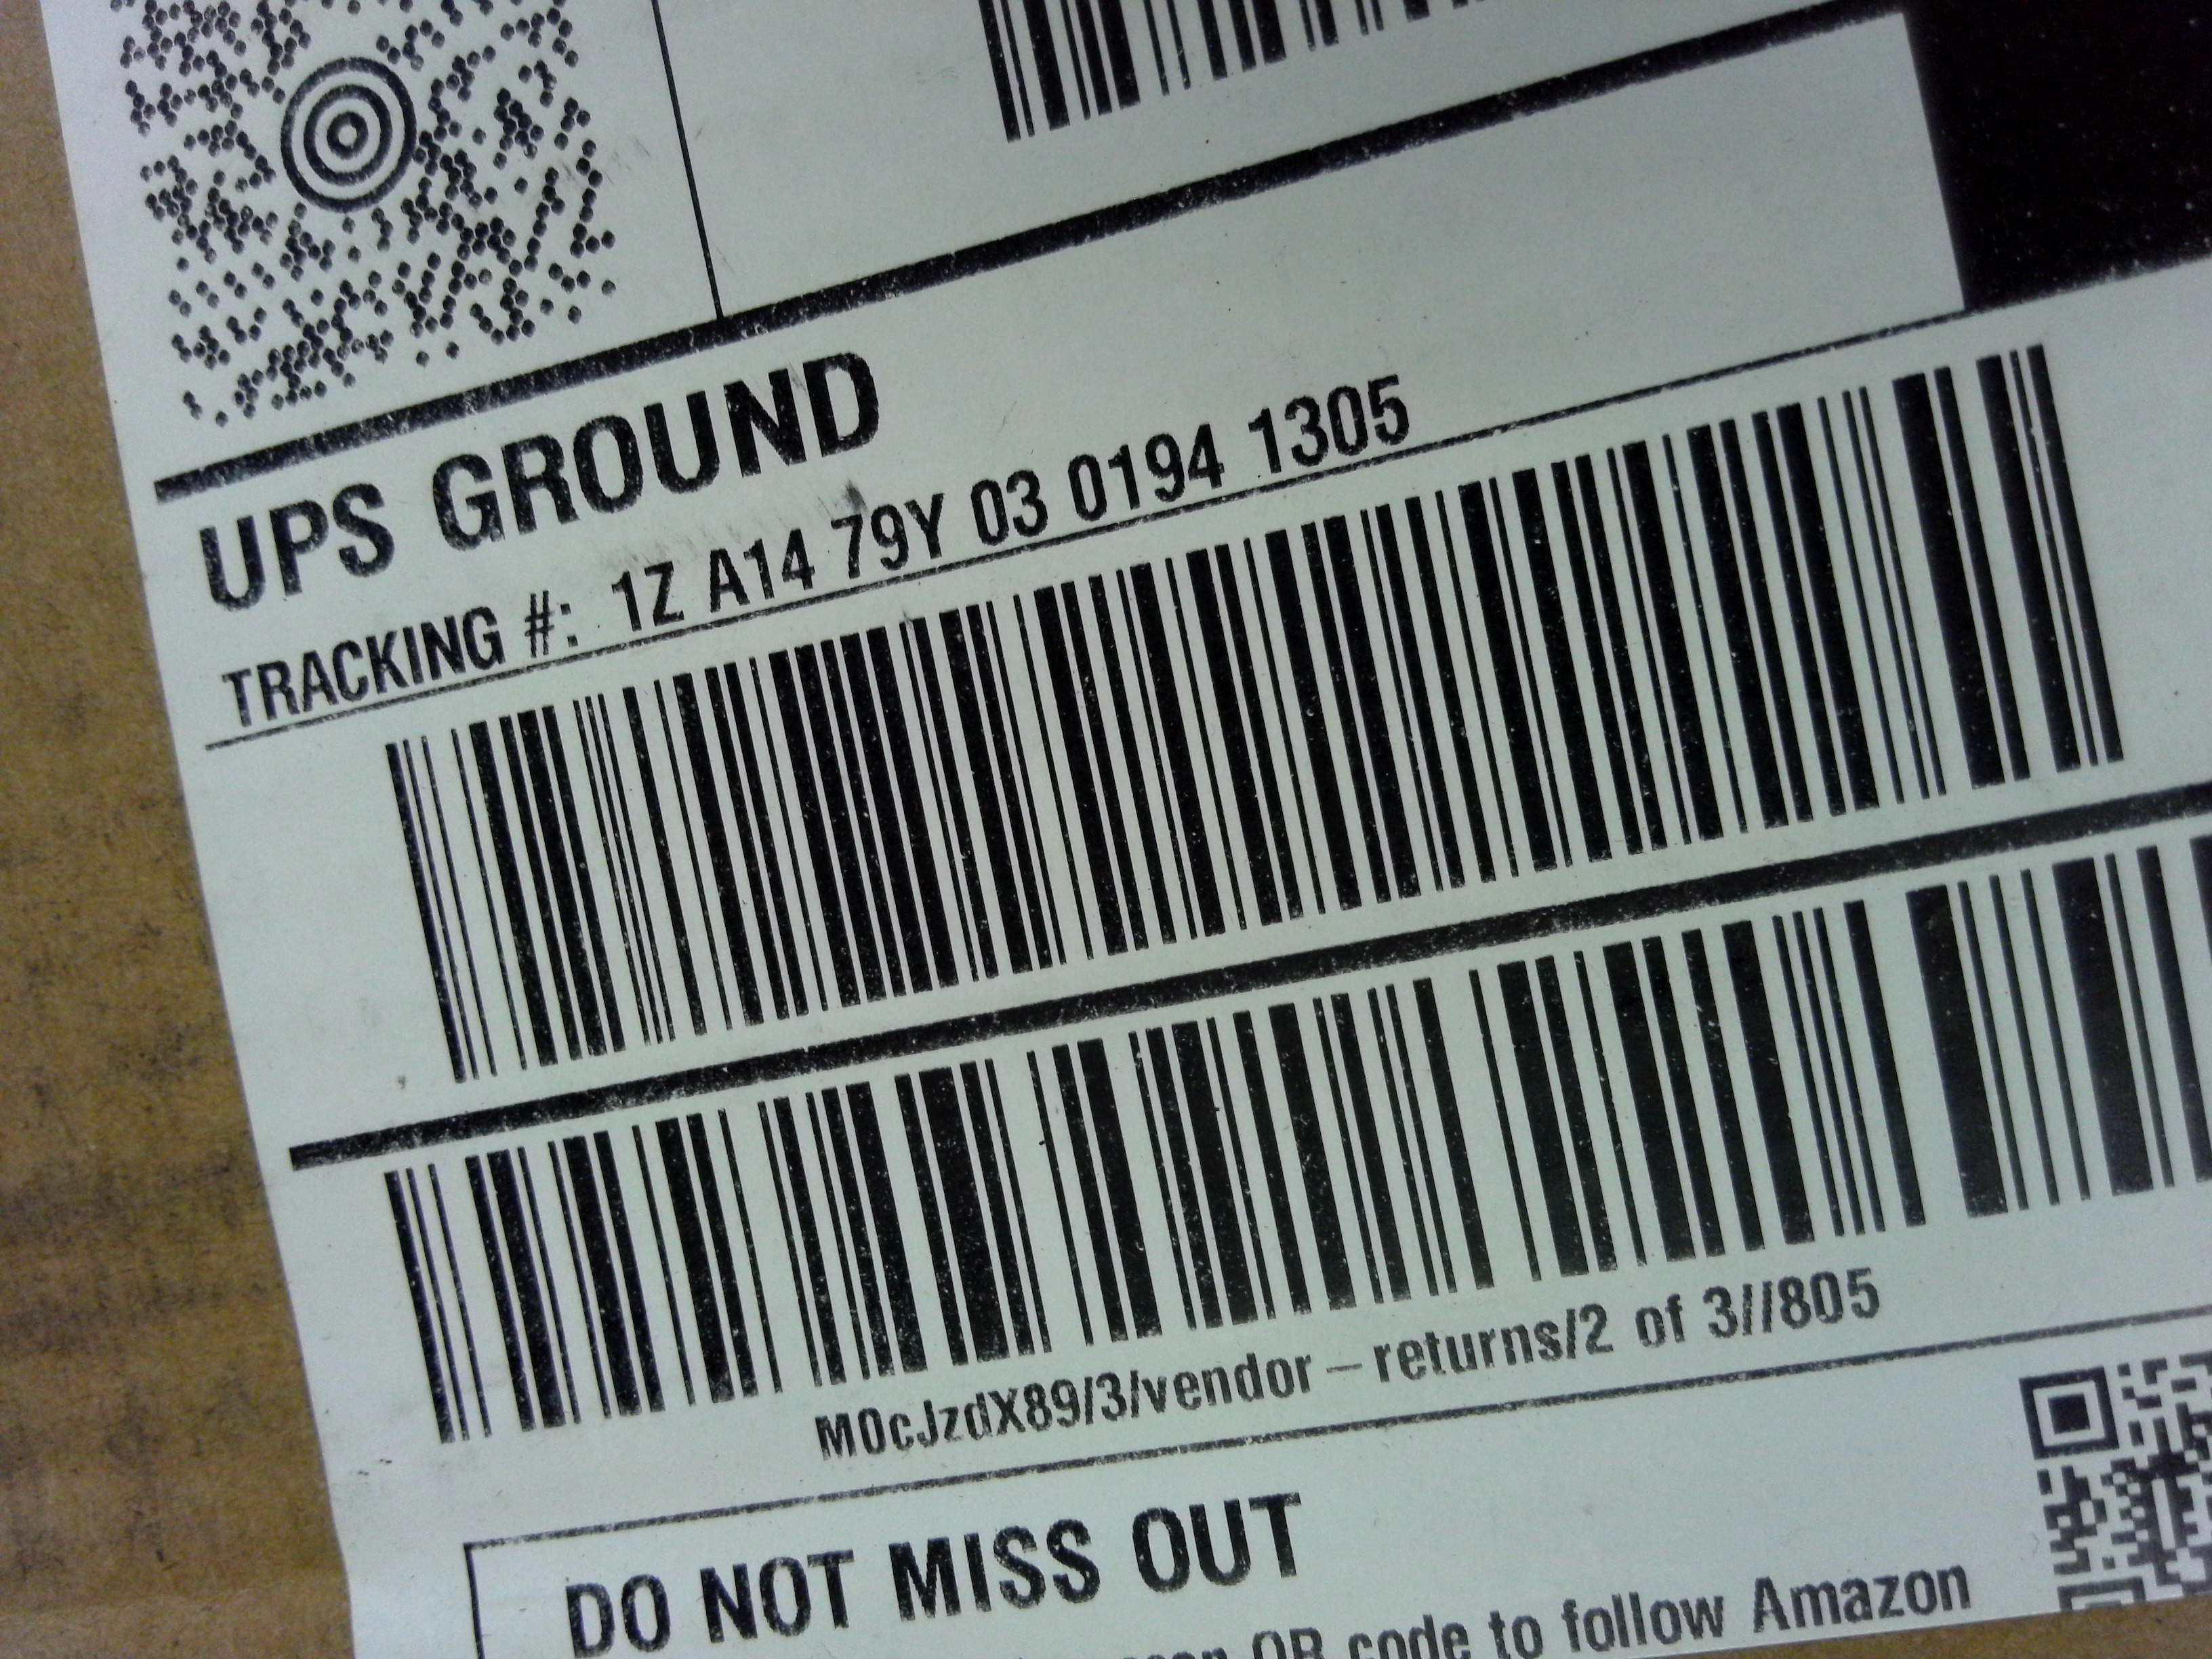 UPS GROUND
TRACKING #: 1Z A14 79Y 03 0194 1305
M0cJzdX89/3/vendor – returns/2 of 3//805
DO NOT MISS OUT
QR code to follow Amazon